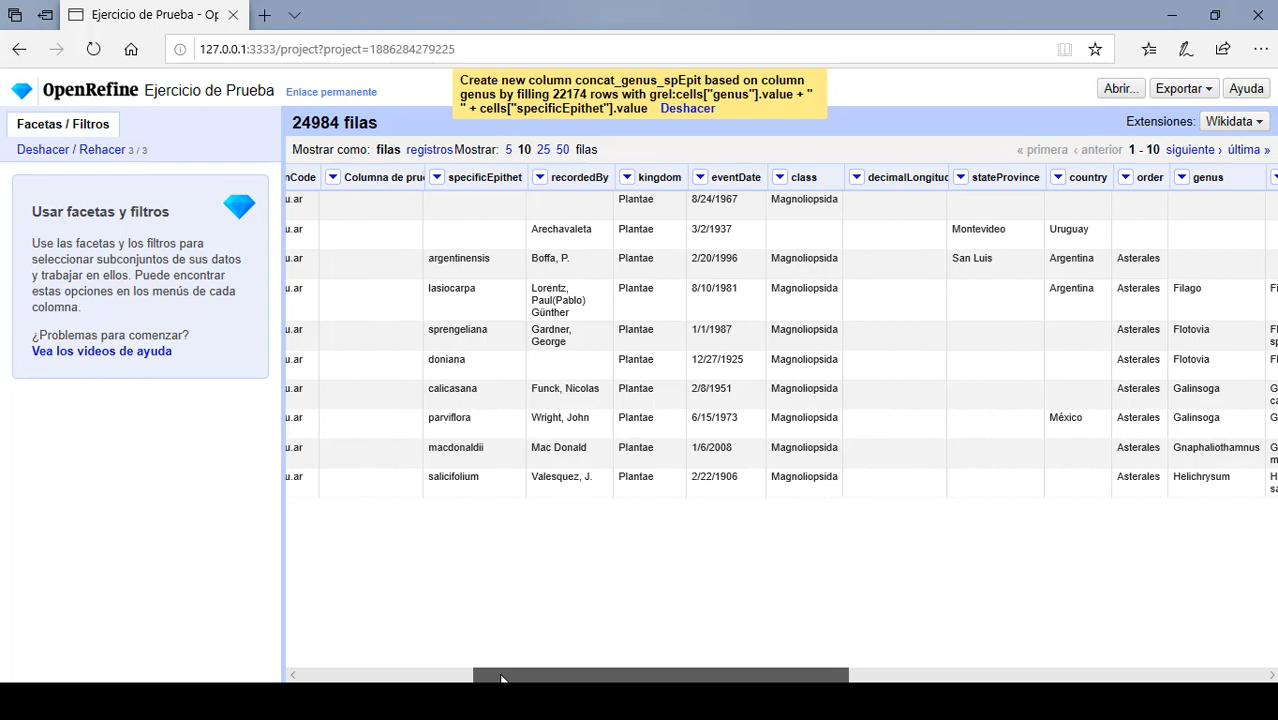 Ejercicio de Prueba - Op
127.0.0.1:3333/project?project=1886284279225
OpenRefine Ejercicio de Prueba Enlace permanente
Create new column concat_genus_spEpit based on column
genus by filling 22174 rows with grel:cells["genus"].value + "
" + cells["specificEpithet"].value Deshacer
Abrir... Exportar Ayuda
Facetas / Filtros
Deshacer / Rehacer 3 / 3
Usar facetas y filtros
Use las facetas y los filtros para
seleccionar subconjuntos de sus datos
y trabajar en ellos. Puede encontrar
estas opciones en los menús de cada
colomna.
¿Problemas para comenzar?
Vea los videos de ayuda
24984 filas
Extensiones: Wikidata
Mostrar como: filas registros Mostrar: 5 10 25 50 filas
« primera ‹ anterior 1 - 10 siguiente › última »
nCode Columna de prue specificEpithet recordedBy kingdom eventDate class decimalLongitud stateProvince country order genus
u.ar Plantae 8/24/1967 Magnoliopsida
u.ar Arechavaleta Plantae 3/2/1937 Montevideo Uruguay
u.ar argentinensis Boffa, P. Plantae 2/20/1996 Magnoliopsida San Luis Argentina Asterales
u.ar lasiocarpa Lorentz, Plantae 8/10/1981 Magnoliopsida Argentina Asterales Filago Fi
Paul(Pablo)
Günther
u.ar sprengeliana Gardner, Plantae 1/1/1987 Magnoliopsida Asterales Flotovia Fl
George sp
u.ar doniana Plantae 12/27/1925 Magnoliopsida Asterales Flotovia Fl
u.ar calicasana Funck, Nicolas Plantae 2/8/1951 Magnoliopsida Asterales Galinsoga G
ca
u.ar parviflora Wright, John Plantae 6/15/1973 Magnoliopsida México Asterales Galinsoga G
u.ar macdonaldii Mac Donald Plantae 1/6/2008 Magnoliopsida Asterales Gnaphaliothamnus G
m
u.ar salicifolium Valesquez, J. Plantae 2/22/1906 Magnoliopsida Asterales Helichrysum H
sa